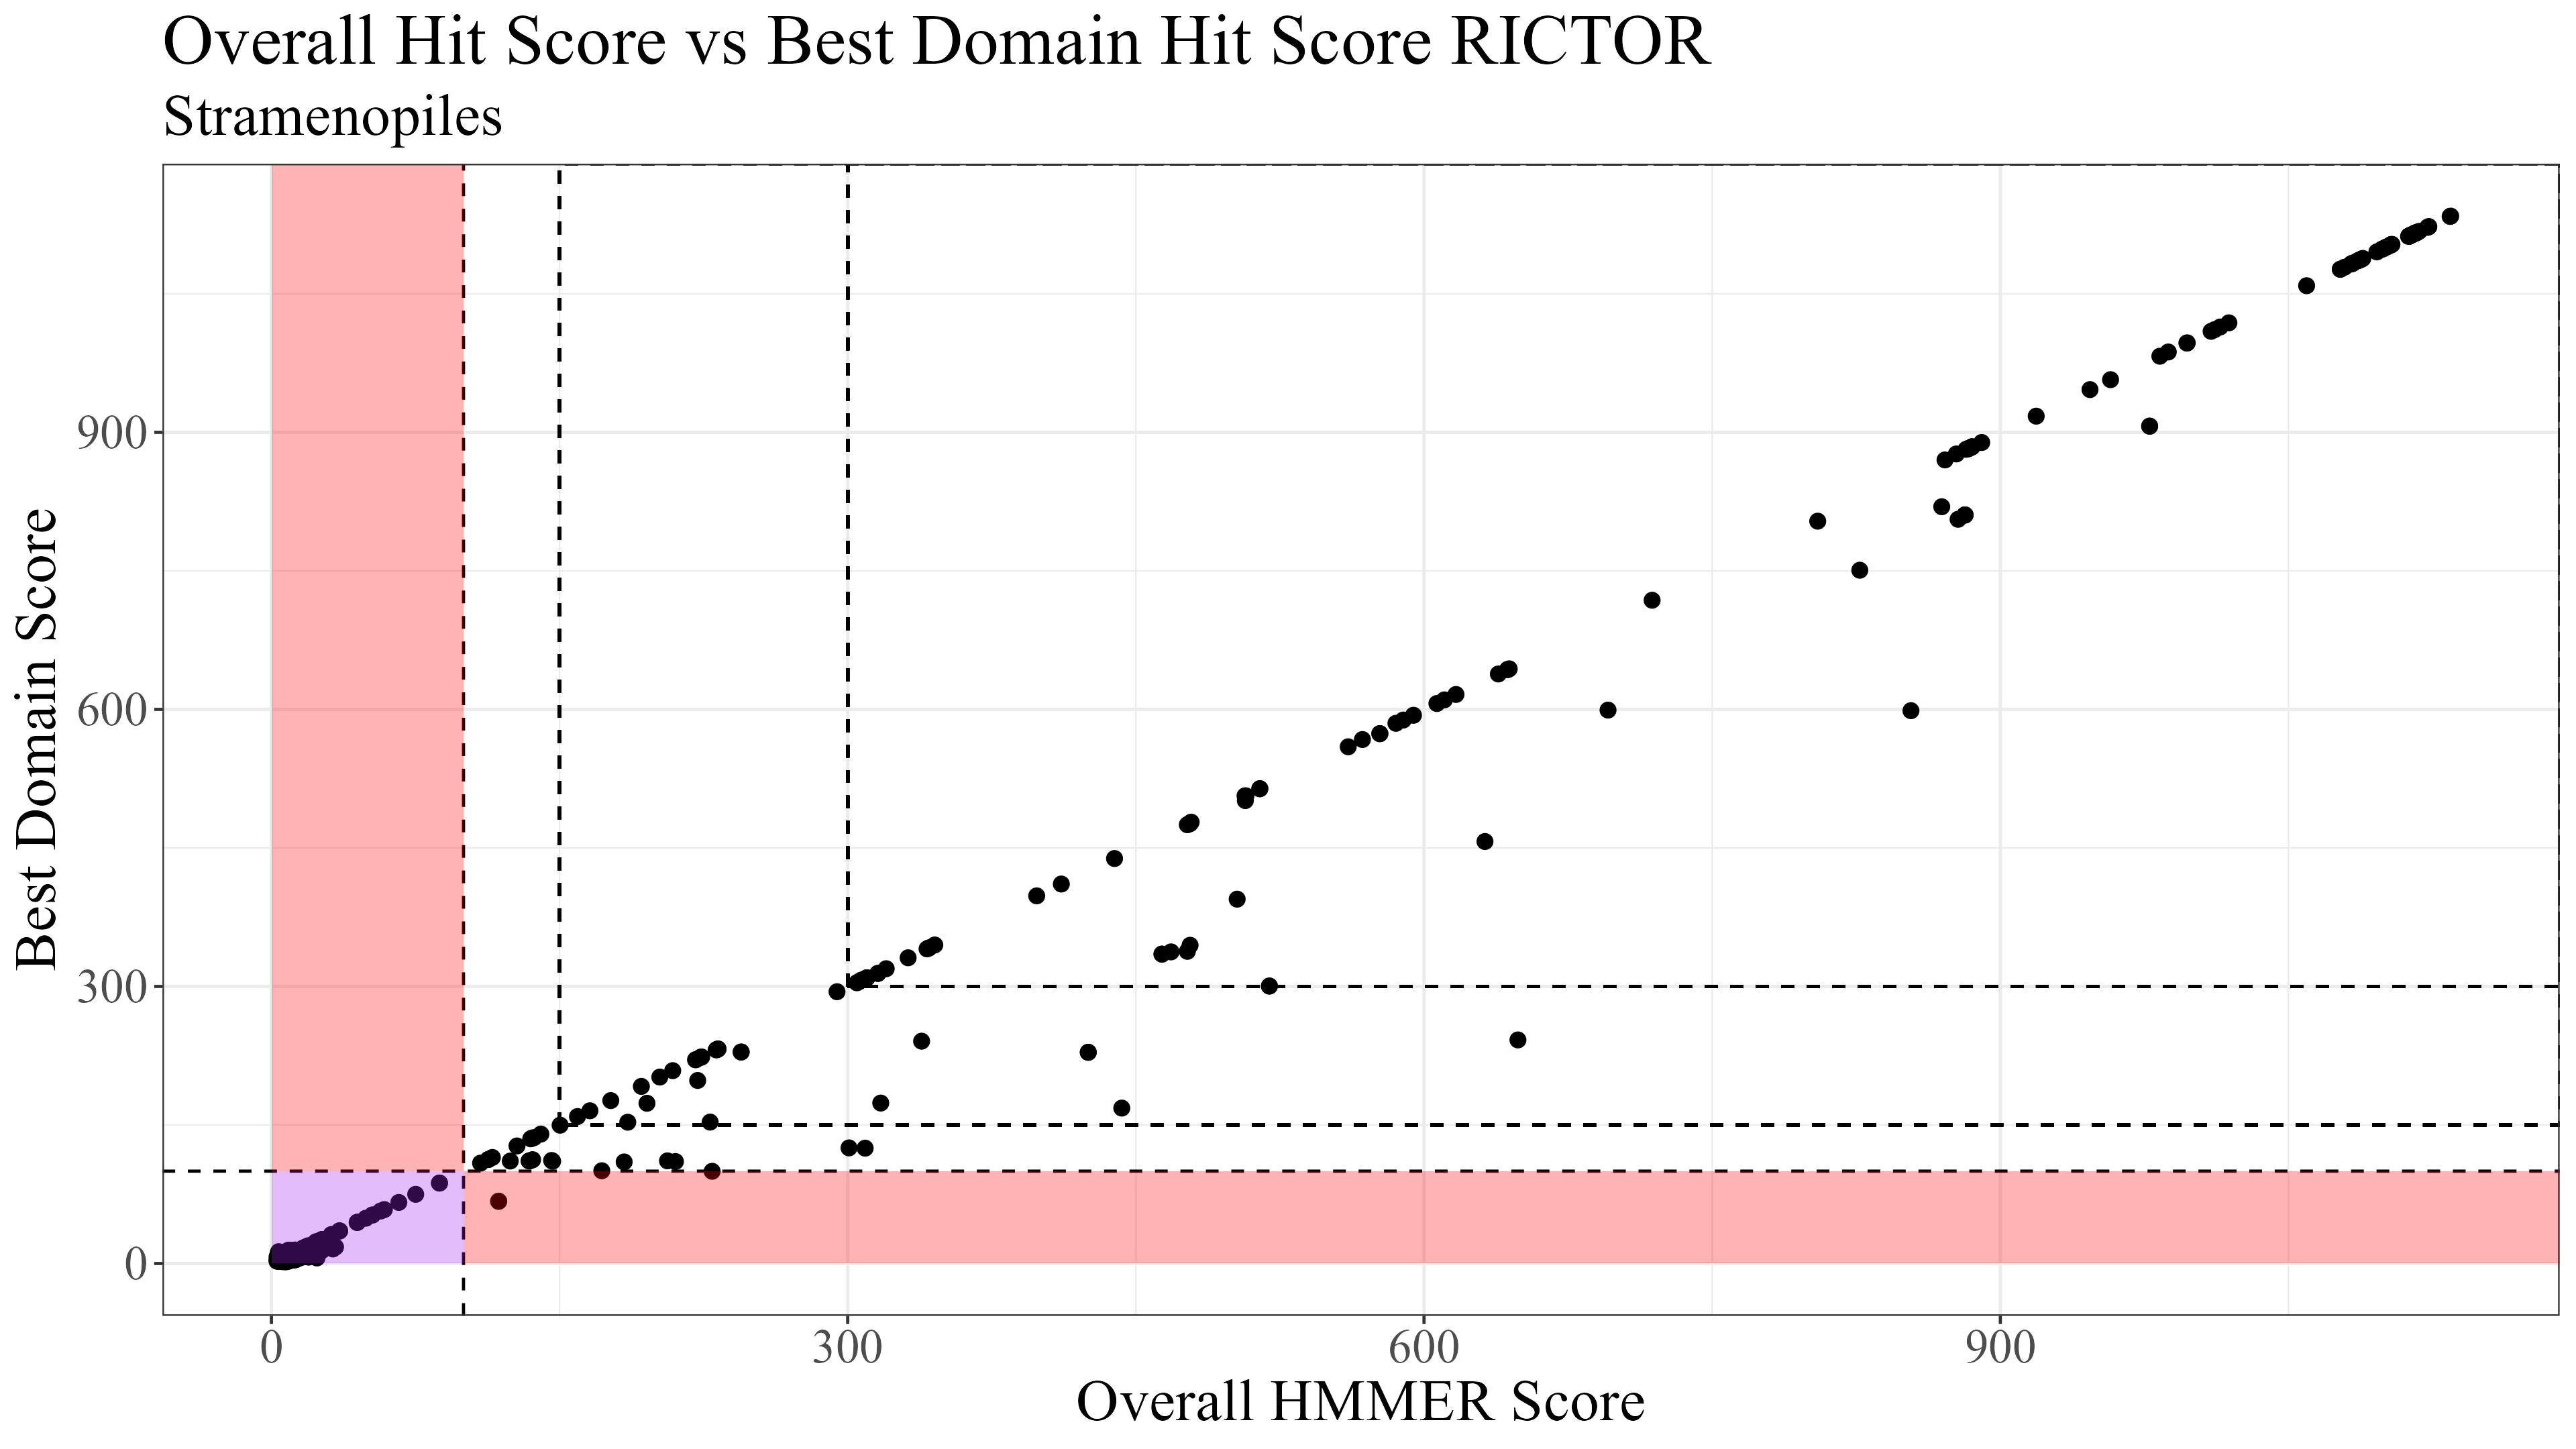 Overall Hit Score vs Best Domain Hit Score RICTOR
Stramenopiles
Best Domain Score
900
600
300
0
0 300 600 900
Overall HMMER Score